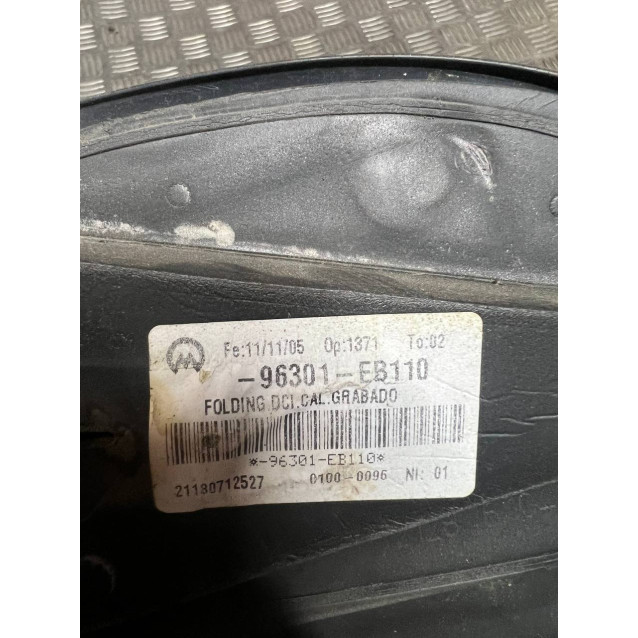 Fe:11/11/05 Op:1371 To:02
-96301-EB110
FOLDING.DCI.CAL.GRABADO
*-96301-EB110*
21180712527 0100-0096 NI: 01